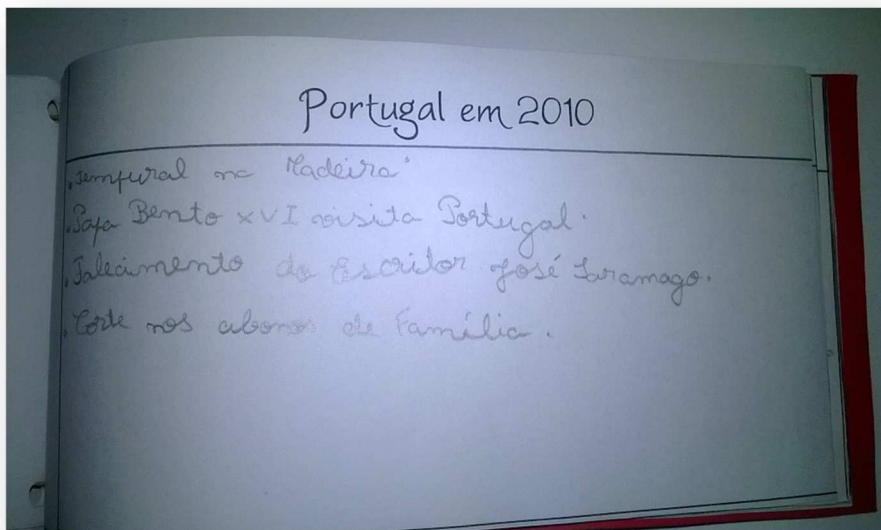 Portugal em 2010
.Tempural na Madeira.
.Papa Bento XVI visita Portugal.
.Falecimento do Escritor José Saramago.
.Corte nos abonos de Família.